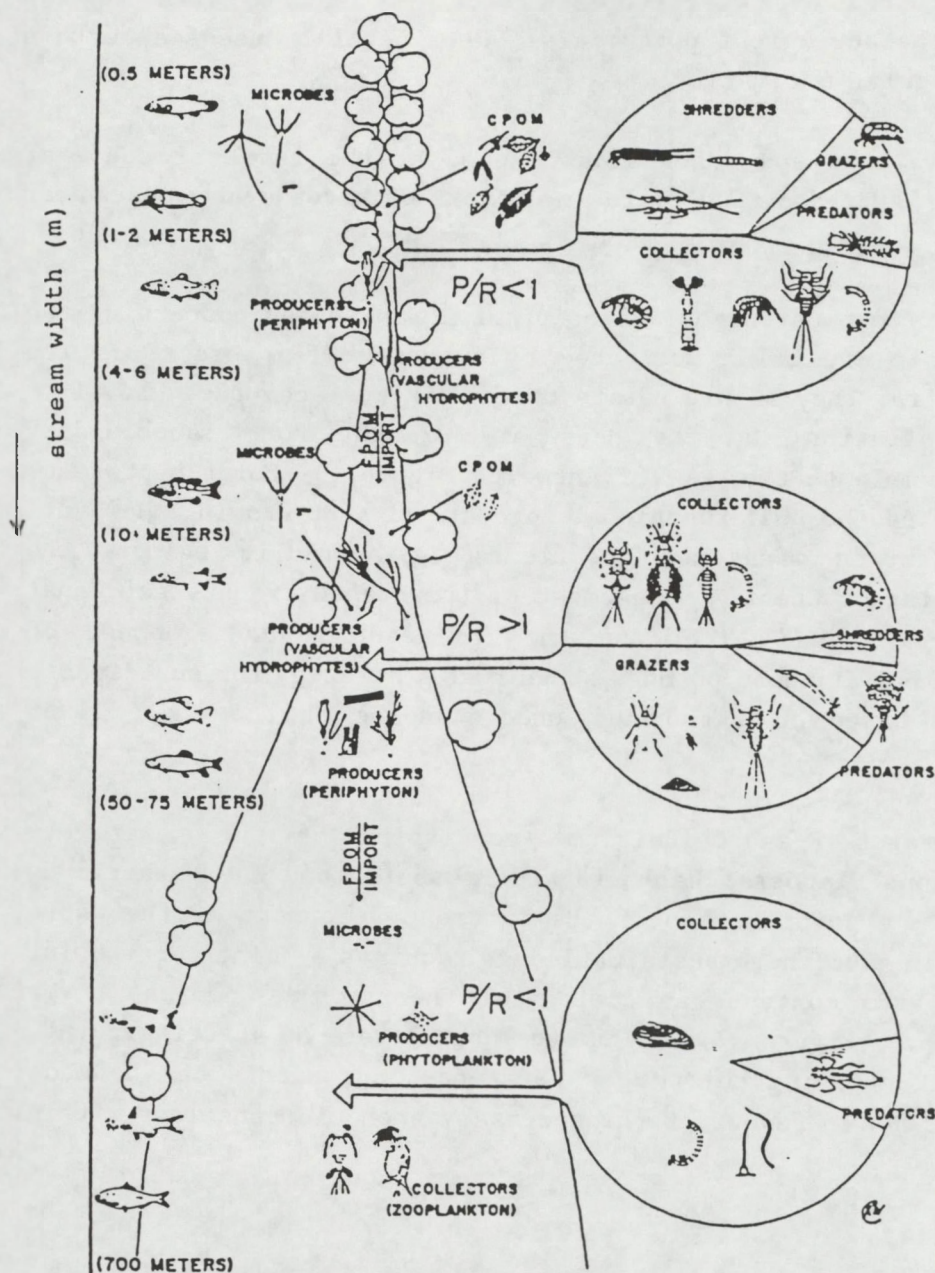 (0.5 METERS)
MICROBES
CPOM
SHREDDERS
GRAZERS
PREDATORS
COLLECTORS
(1-2 METERS)
P/R<1
PRODUCERS
(PERIPHYTON)
stream width (m)
(4-6 METERS)
PRODUCERS
(VASCULAR
HYDROPHYTES)
FPOM
IMPORT
MICROBES
CPOM
(10+ METERS)
COLLECTORS
P/R >1
SHREDDERS
PRODUCERS
(VASCULAR
HYDROPHYTES)
GRAZERS
PREDATORS
PRODUCERS
(PERIPHYTON)
(50-75 METERS)
FPOM
IMPORT
MICROBES
COLLECTORS
P/R <1
PRODUCERS
(PHYTOPLANKTON)
PREDATORS
COLLECTORS
(ZOOPLANKTON)
(700 METERS)